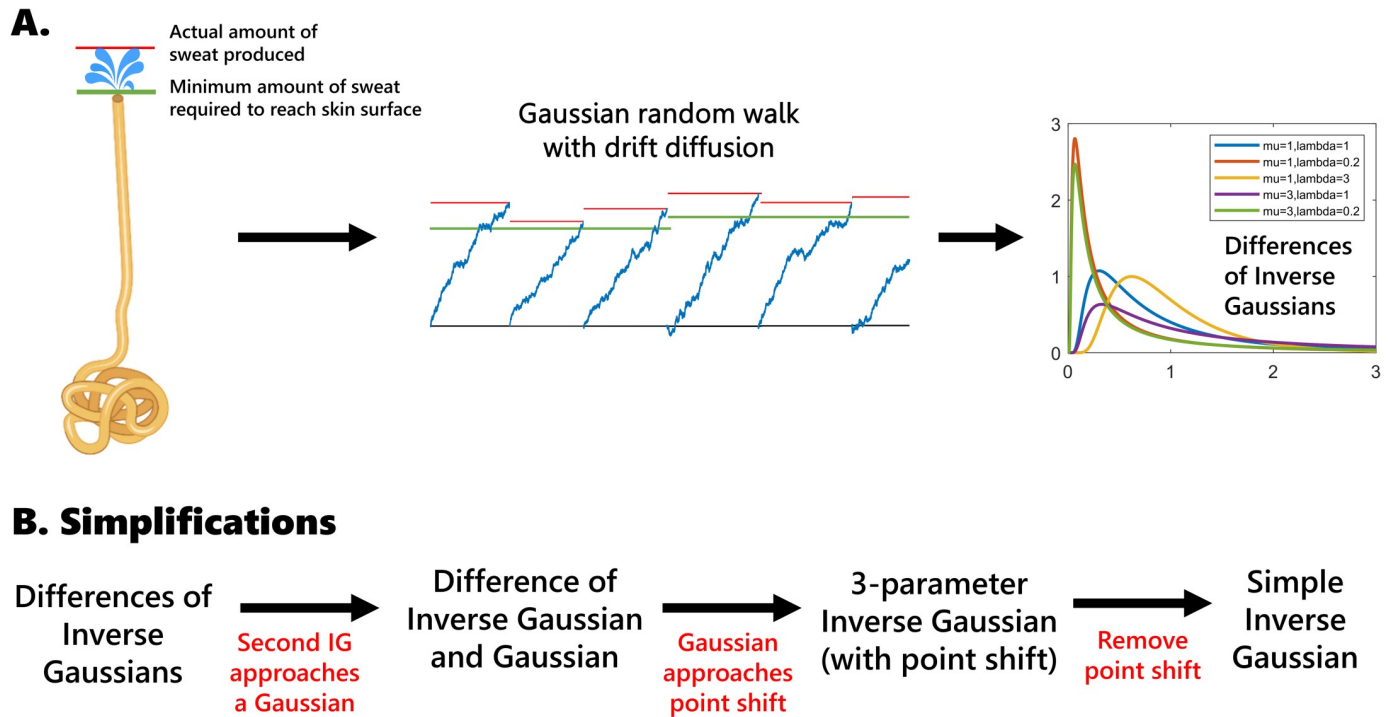 A.
Actual amount of
sweat produced
Minimum amount of sweat
required to reach skin surface
Gaussian random walk
with drift diffusion
3
2
1
0
0
1
2
3
mu=1,lambda=1
mu=1,lambda=0.2
mu=1,lambda=3
mu=3,lambda=1
mu=3,lambda=0.2
Differences
of Inverse
Gaussians
B. Simplifications
Differences of
Inverse
Gaussians
Second IG
approaches
a Gaussian
Difference of
Inverse Gaussian
and Gaussian
Gaussian
approaches
point shift
3-parameter
Inverse Gaussian
(with point shift)
Remove
point shift
Simple
Inverse
Gaussian